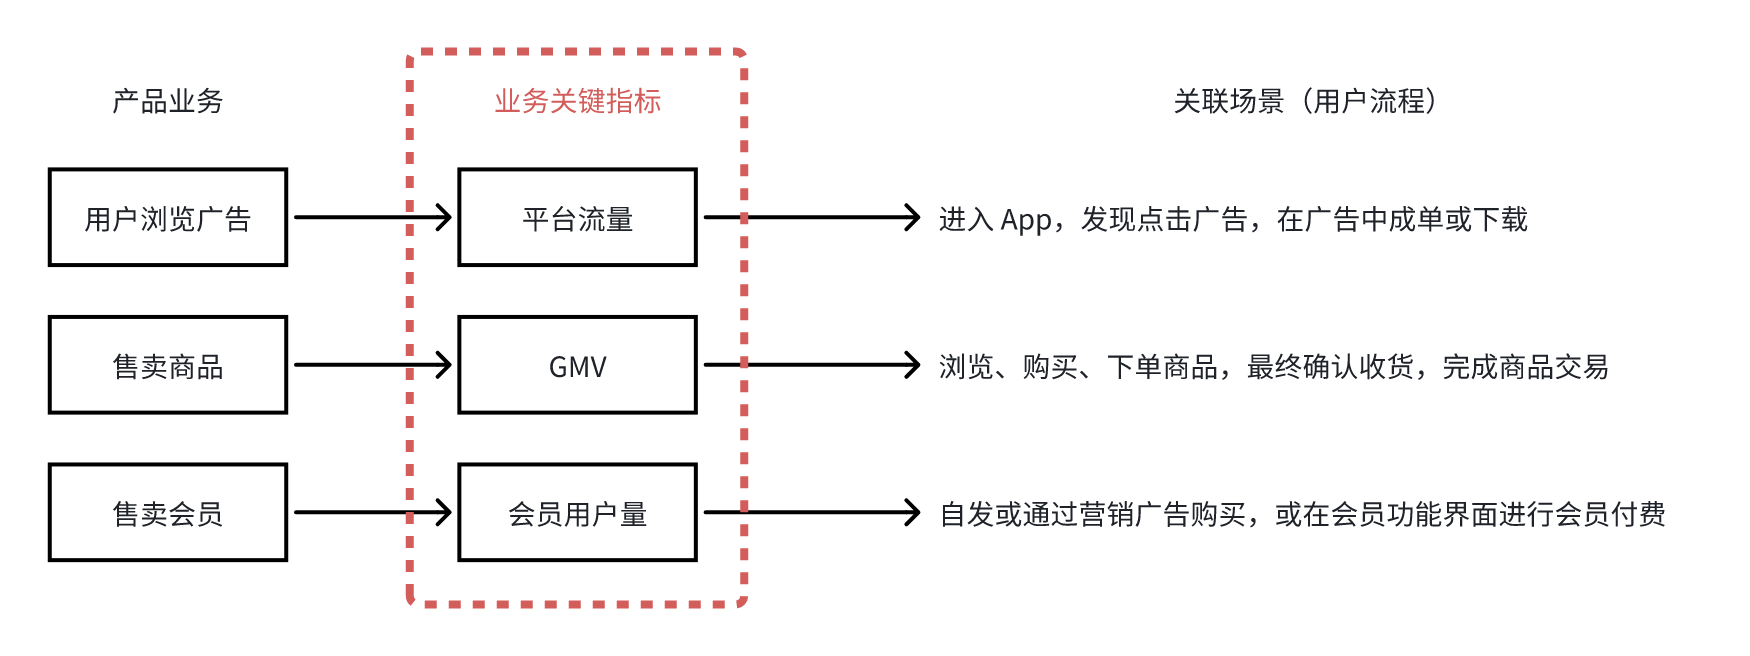 产品业务
业务关键指标
关联场景（用户流程）
用户浏览广告
平台流量
进入 App，发现点击广告，在广告中成单或下载
售卖商品
GMV
浏览、购买、下单商品，最终确认收货，完成商品交易
售卖会员
会员用户量
自发或通过营销广告购买，或在会员功能界面进行会员付费